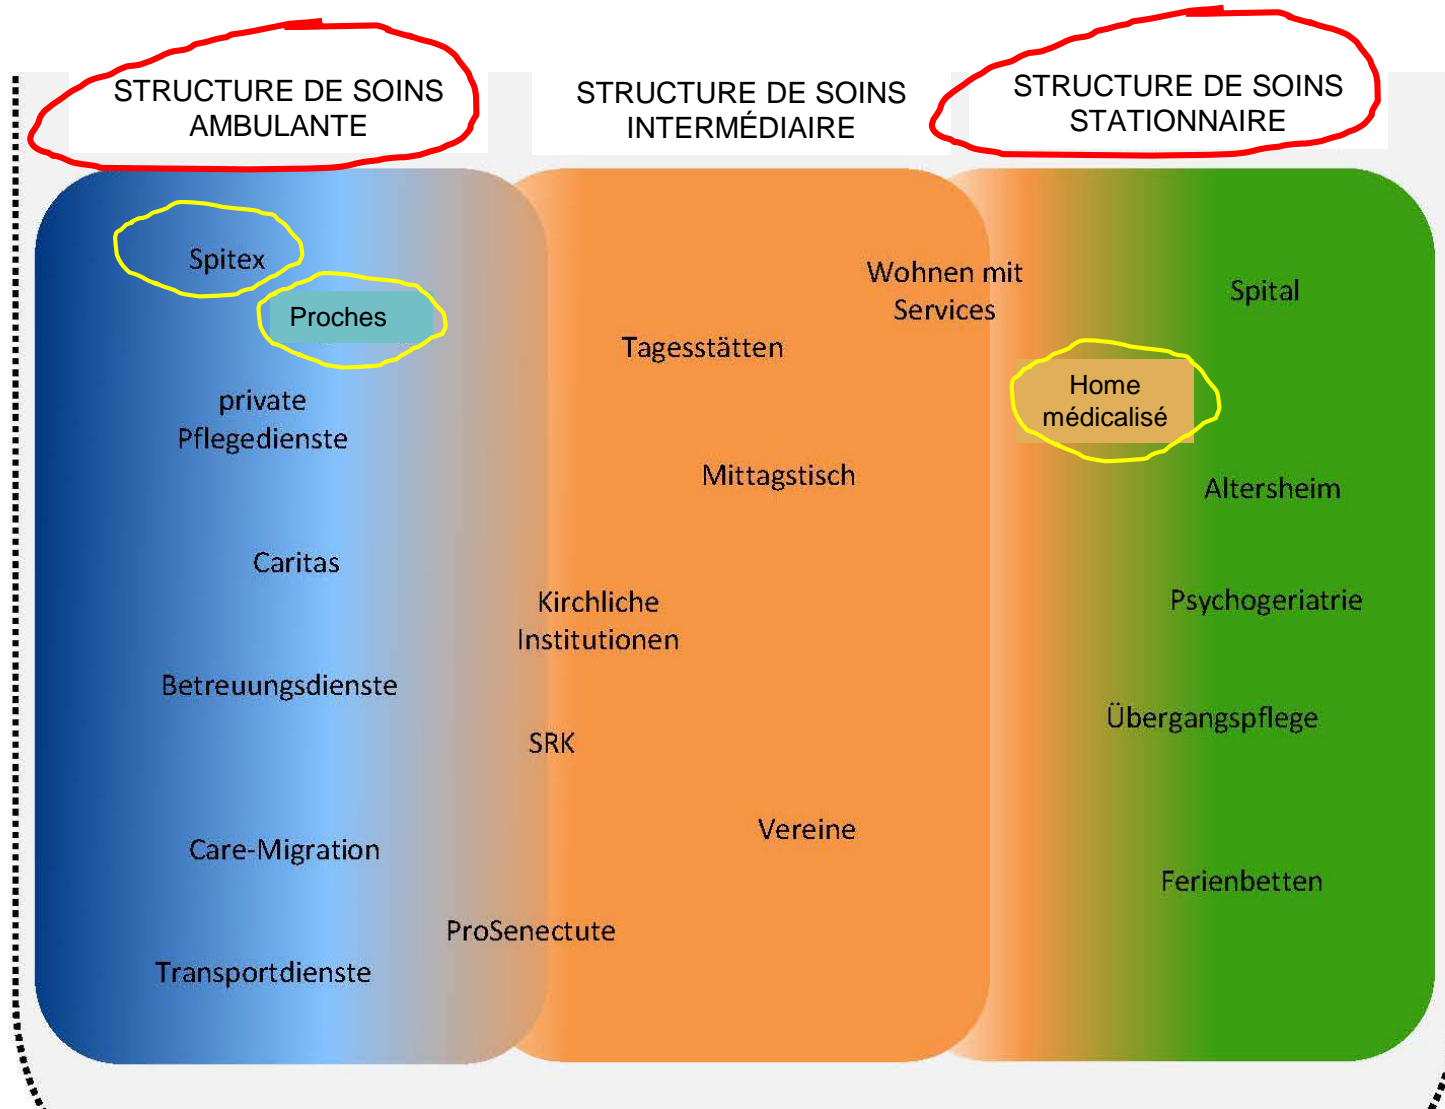 STRUCTURE DE SOINS
AMBULANTE
STRUCTURE DE SOINS
INTERMÉDIAIRE
STRUCTURE DE SOINS
STATIONNAIRE
Spitex
Proches
private
Pflegedienste
Caritas
Betreuungsdienste
Care-Migration
Transportdienste
ProSenectute
Wohnen mit
Services
Tagesstätten
Mittagstisch
Kirchliche
Institutionen
SRK
Vereine
Spital
Home
médicalisé
Altersheim
Psychogeriatrie
Übergangspflege
Ferienbetten